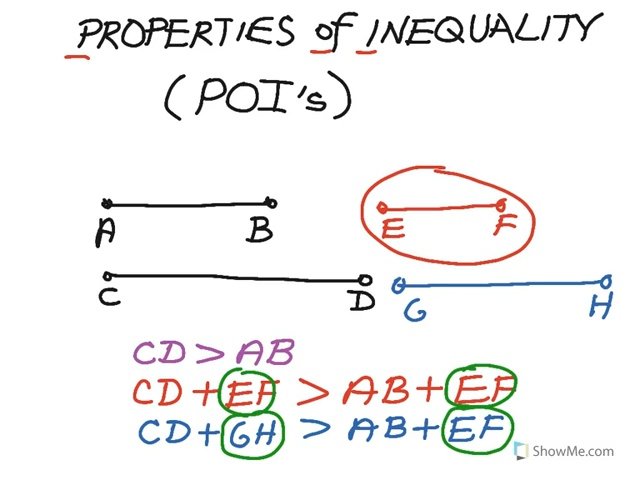 PROPERTIES of INEQUALITY
(POI's)
A B E F
C D G H
CD > AB
CD + EF > AB + EF
CD + GH > AB + EF
ShowMe.com